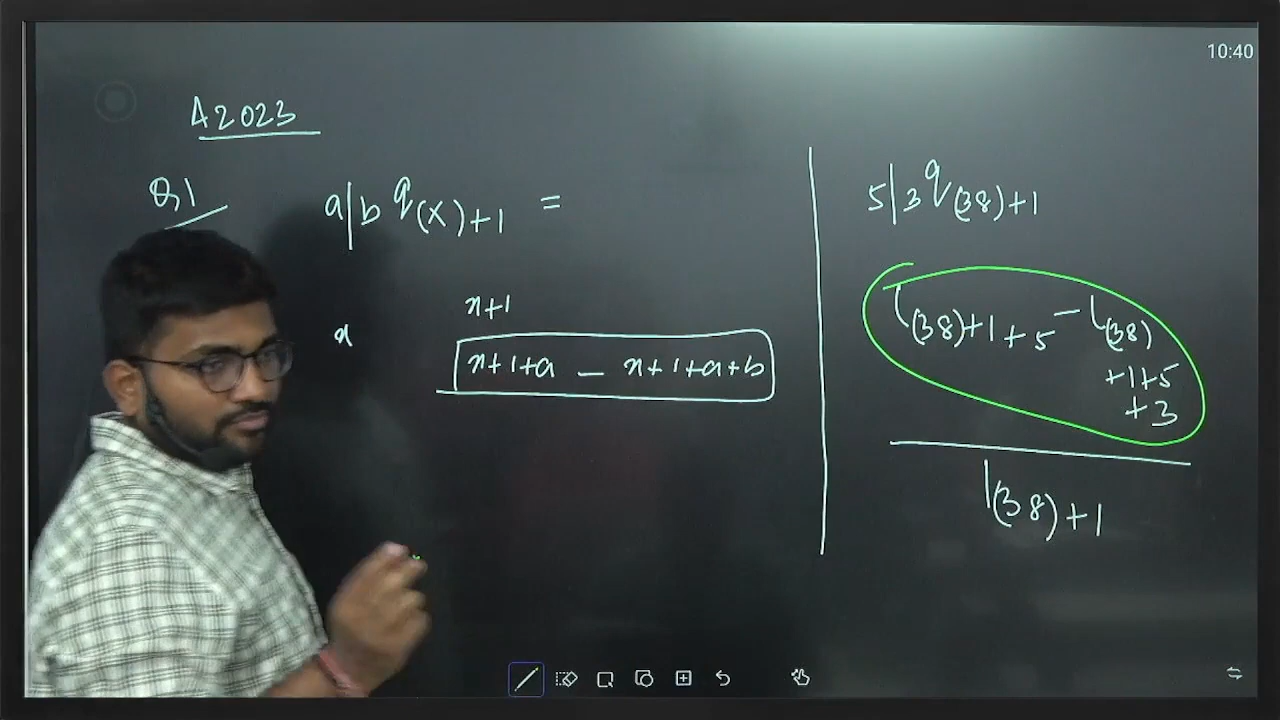 10:40
A2023
Q,1
a|b q(x)+1 =
x+1
x
x+1+a — x+1+a+b
5|3 q(38)+1
l(38)+1+5 — l(38)
+1+5
+3
l(38)+1